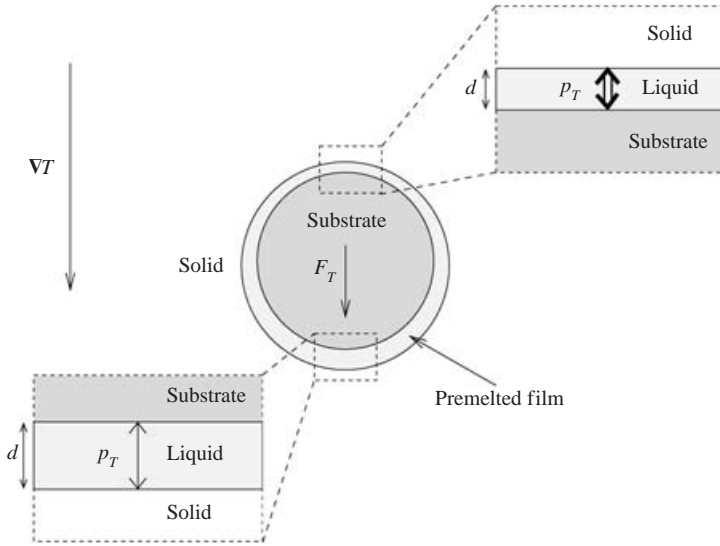 Solid
d
p_T
Liquid
Substrate
∇T
Substrate
Solid
F_T
Substrate
Premelted film
d
p_T
Liquid
Solid